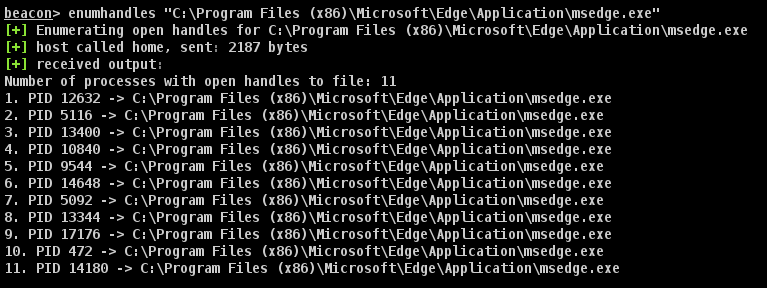 beacon> enumhandles "C:\Program Files (x86)\Microsoft\Edge\Application\msedge.exe"
[+] Enumerating open handles for C:\Program Files (x86)\Microsoft\Edge\Application\msedge.exe
[+] host called home, sent: 2187 bytes
[+] received output:
Number of processes with open handles to file: 11
1. PID 12632 -> C:\Program Files (x86)\Microsoft\Edge\Application\msedge.exe
2. PID 5116 -> C:\Program Files (x86)\Microsoft\Edge\Application\msedge.exe
3. PID 13400 -> C:\Program Files (x86)\Microsoft\Edge\Application\msedge.exe
4. PID 10840 -> C:\Program Files (x86)\Microsoft\Edge\Application\msedge.exe
5. PID 9544 -> C:\Program Files (x86)\Microsoft\Edge\Application\msedge.exe
6. PID 14648 -> C:\Program Files (x86)\Microsoft\Edge\Application\msedge.exe
7. PID 5092 -> C:\Program Files (x86)\Microsoft\Edge\Application\msedge.exe
8. PID 13344 -> C:\Program Files (x86)\Microsoft\Edge\Application\msedge.exe
9. PID 17176 -> C:\Program Files (x86)\Microsoft\Edge\Application\msedge.exe
10. PID 472 -> C:\Program Files (x86)\Microsoft\Edge\Application\msedge.exe
11. PID 14180 -> C:\Program Files (x86)\Microsoft\Edge\Application\msedge.exe